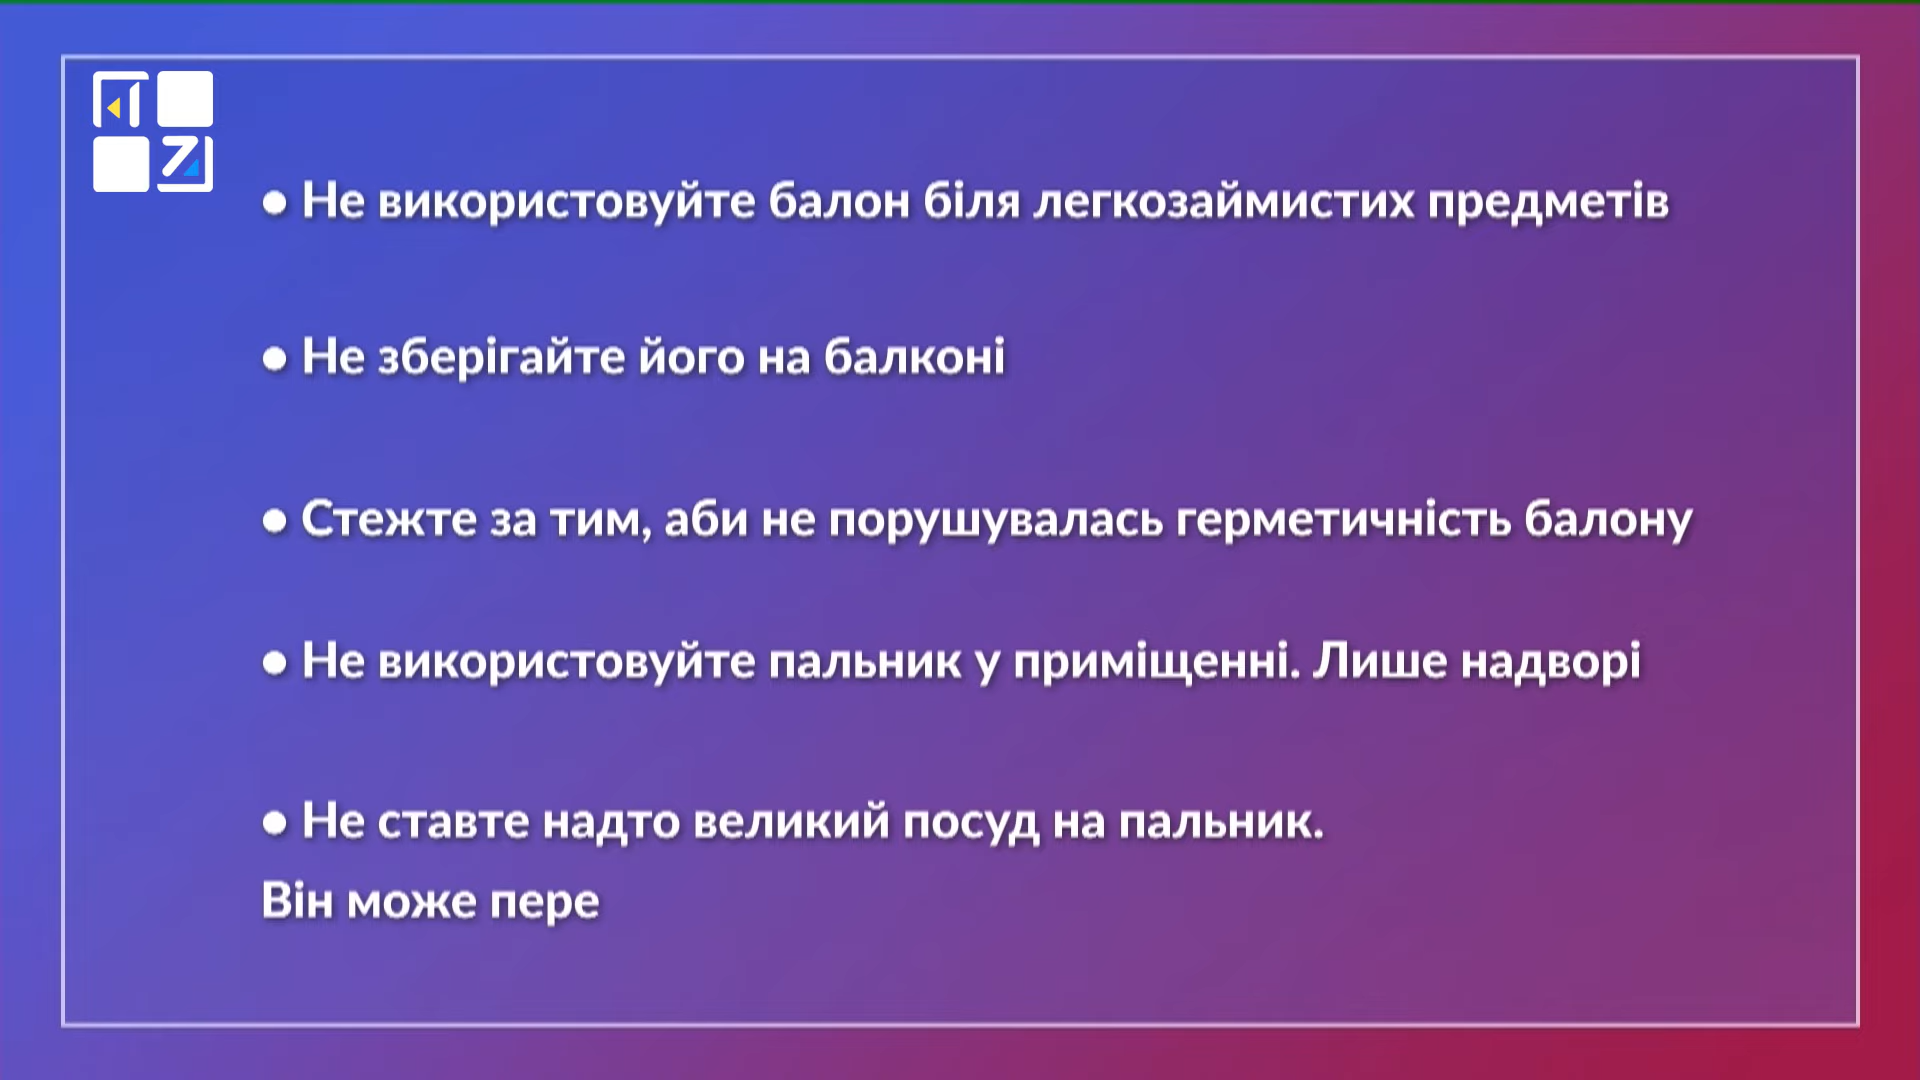 ● Не використовуйте балон біля легкозаймистих предметів
● Не зберігайте його на балконі
● Стежте за тим, аби не порушувалась герметичність балону
● Не використовуйте пальник у приміщенні. Лише надворі
● Не ставте надто великий посуд на пальник.
Він може пере